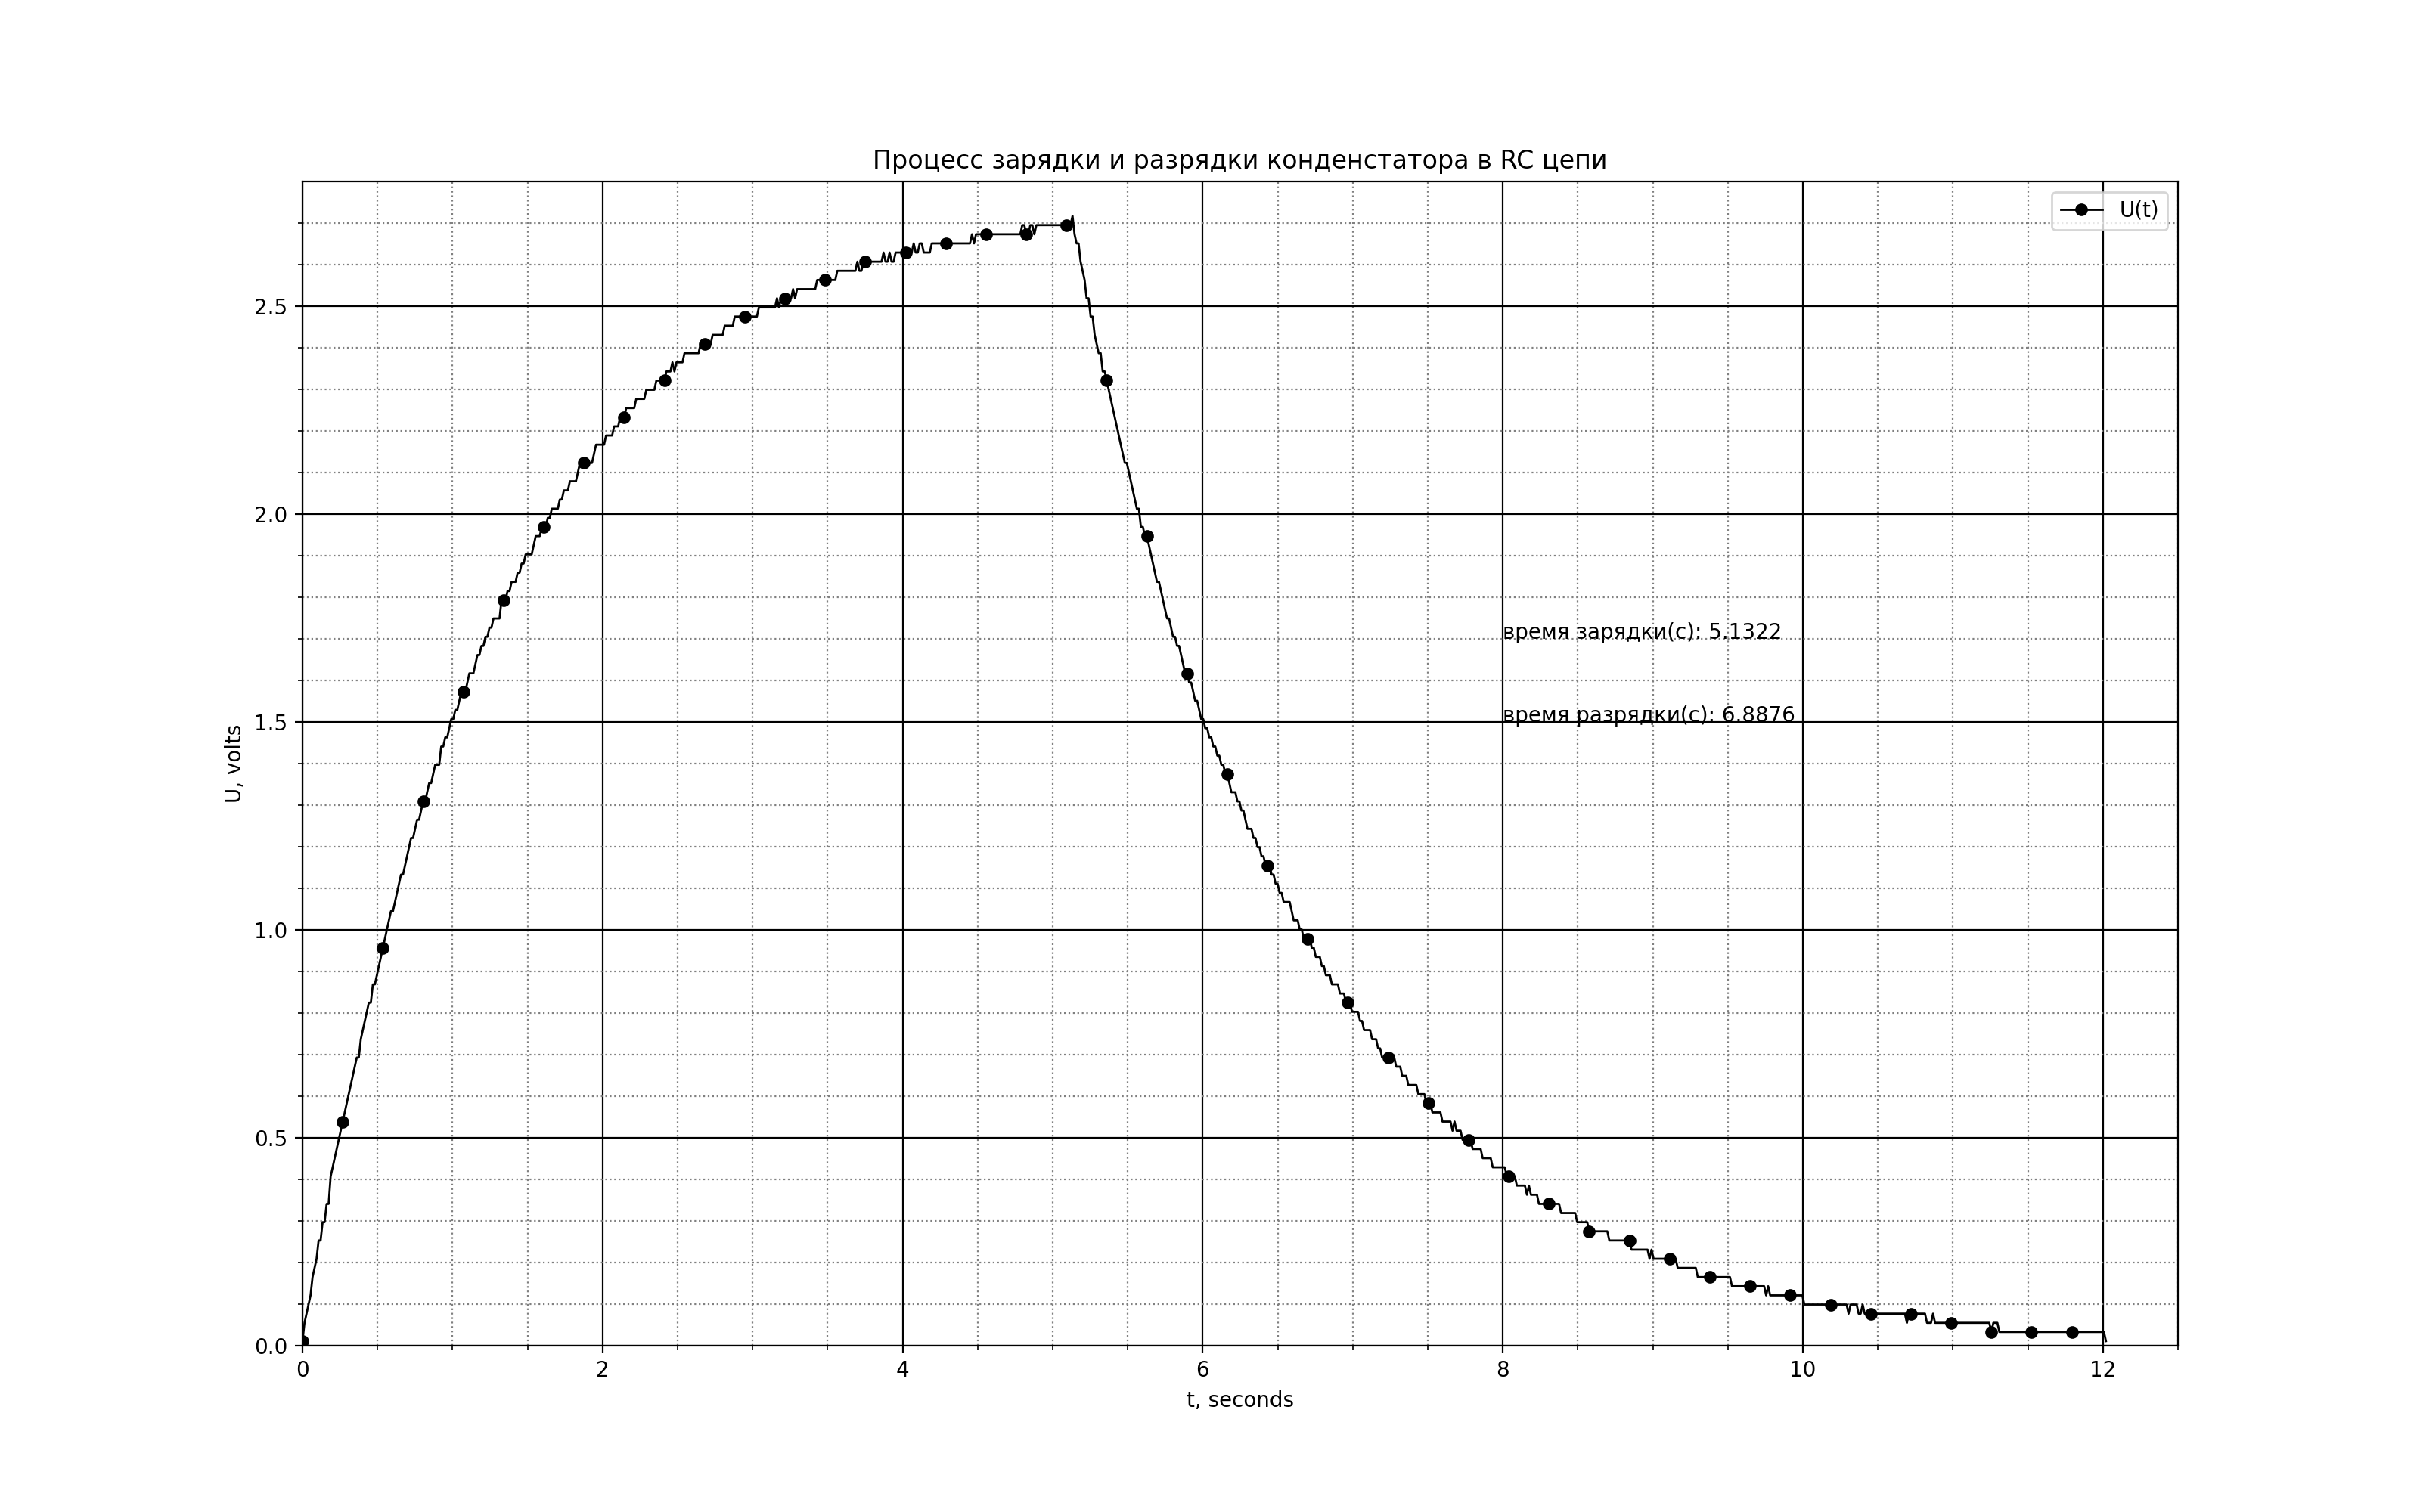 Процесс зарядки и разрядки конденстатора в RC цепи
U(t)
2.5
2.0
1.5
1.0
0.5
0.0
U, volts
время зарядки(с): 5.1322
время разрядки(с): 6.8876
0 2 4 6 8 10 12
t, seconds